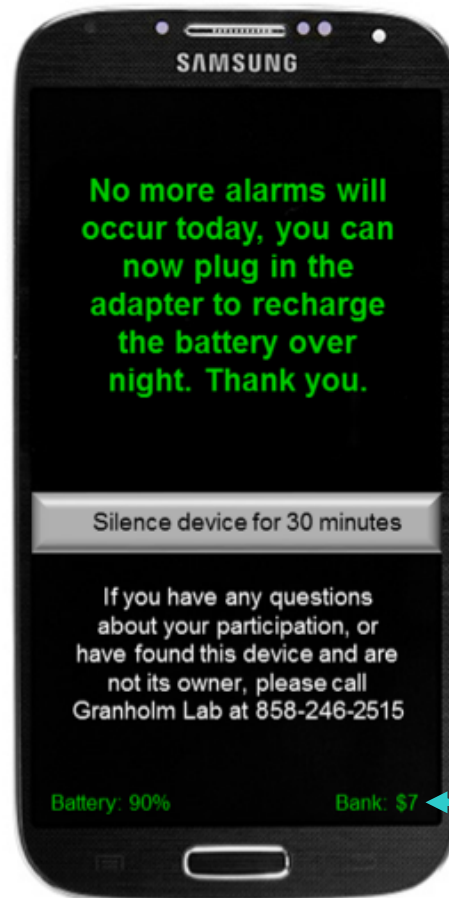 SAMSUNG
No more alarms will
occur today, you can
now plug in the
adapter to recharge
the battery over
night. Thank you.
Silence device for 30 minutes
If you have any questions
about your participation, or
have found this device and are
not its owner, please call
Granholm Lab at 858-246-2515
Battery: 90% Bank: $7